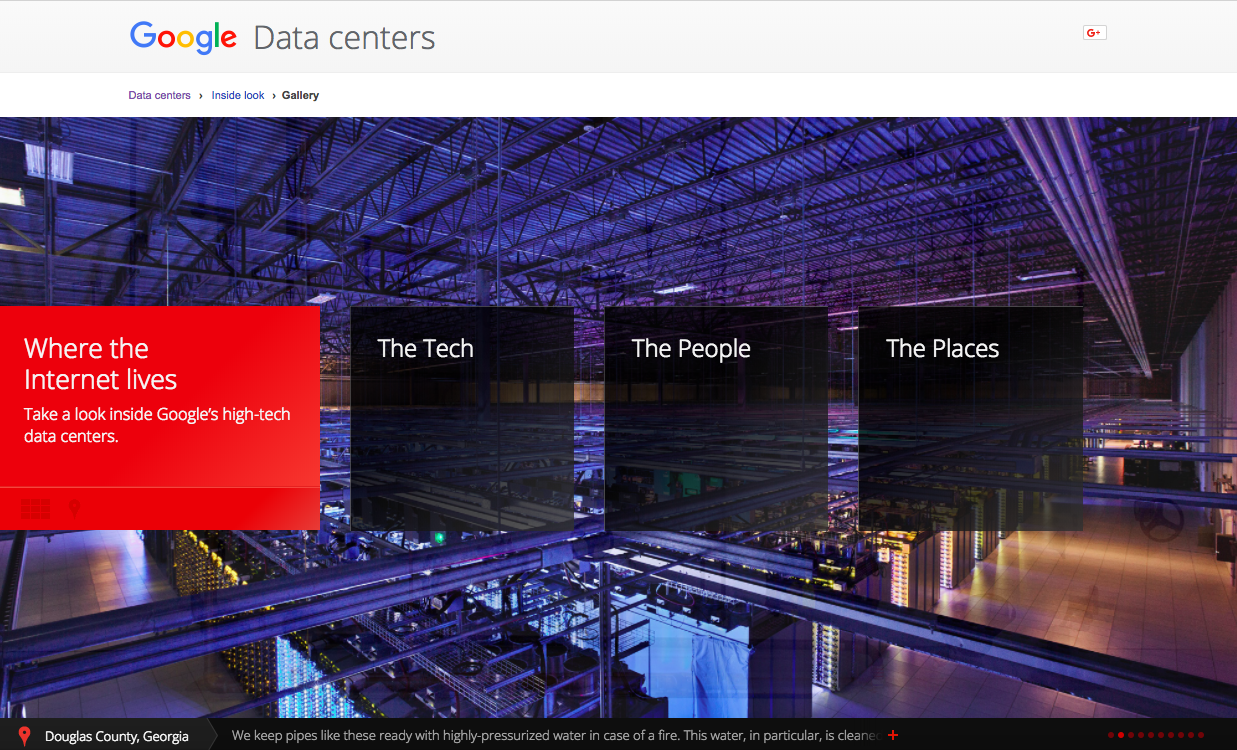 Google Data centers
G+
Data centers › Inside look › Gallery
Where the
Internet lives
Take a look inside Google's high-tech
data centers.
The Tech
The People
The Places
Douglas County, Georgia
We keep pipes like these ready with highly-pressurized water in case of a fire. This water, in particular, is cleaned +